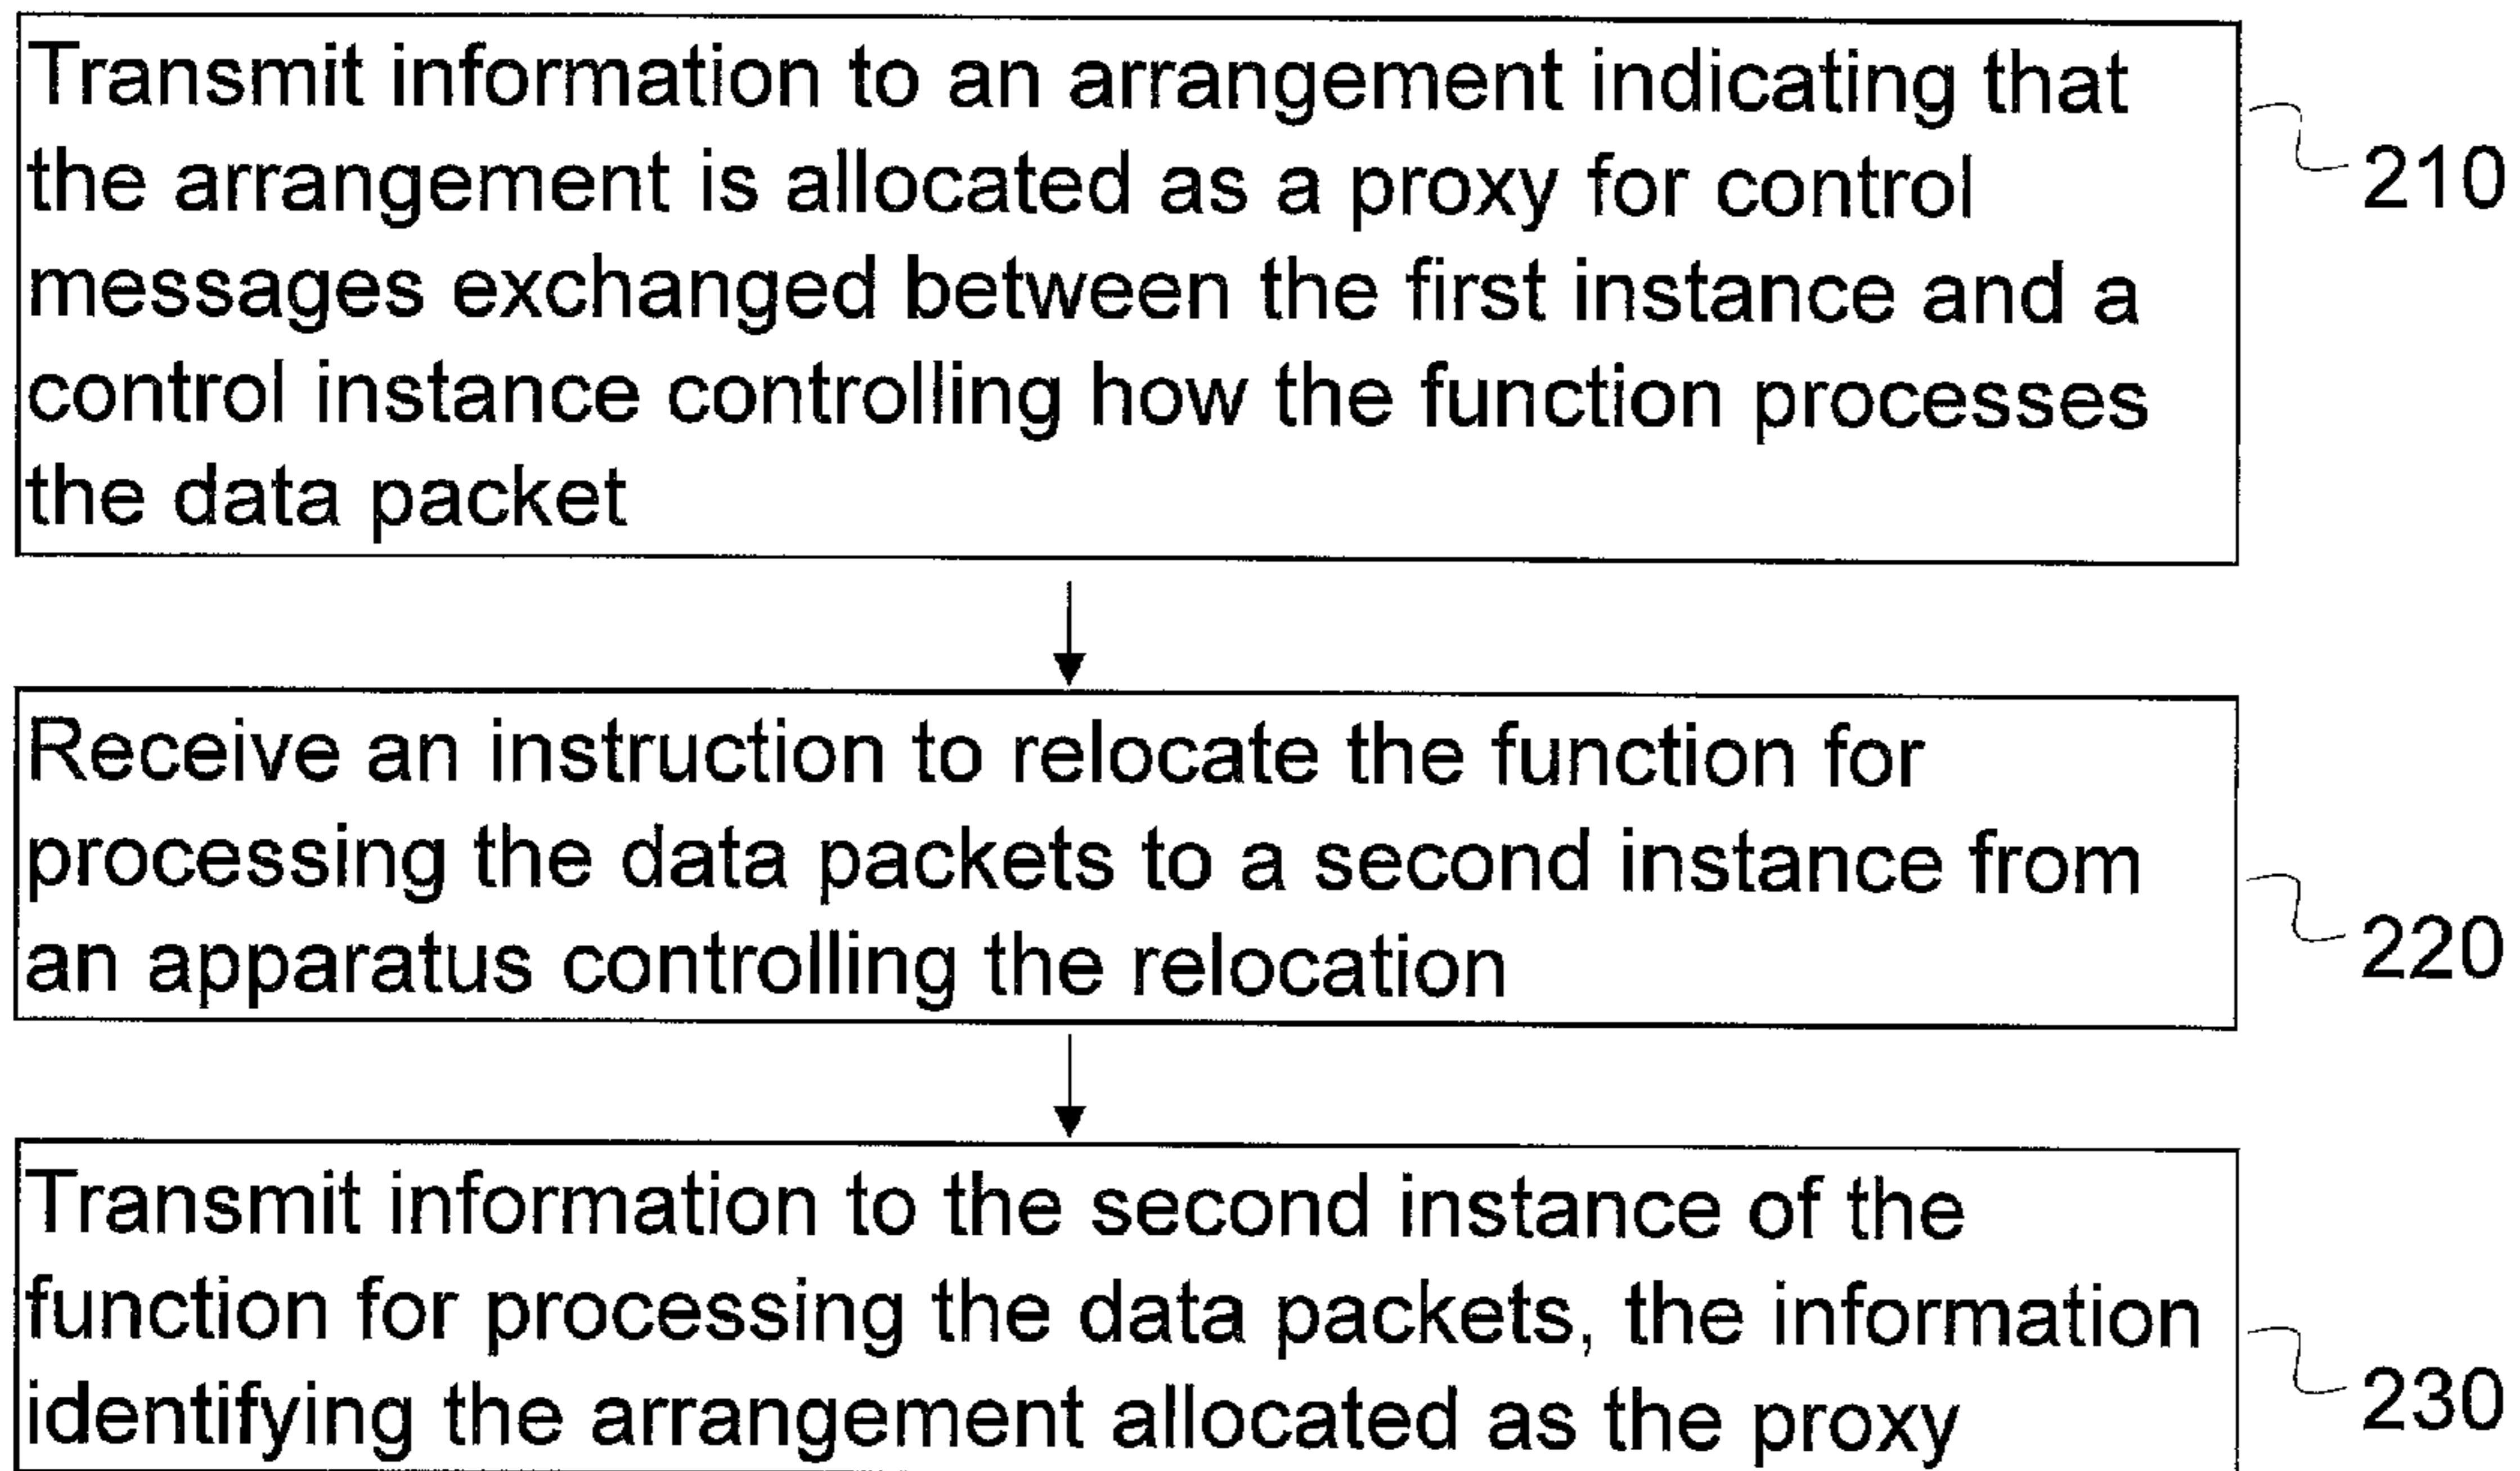 Transmit information to an arrangement indicating that
the arrangement is allocated as a proxy for control
messages exchanged between the first instance and a
control instance controlling how the function processes
the data packet
210
Receive an instruction to relocate the function for
processing the data packets to a second instance from
an apparatus controlling the relocation
220
Transmit information to the second instance of the
function for processing the data packets, the information
identifying the arrangement allocated as the proxy
230